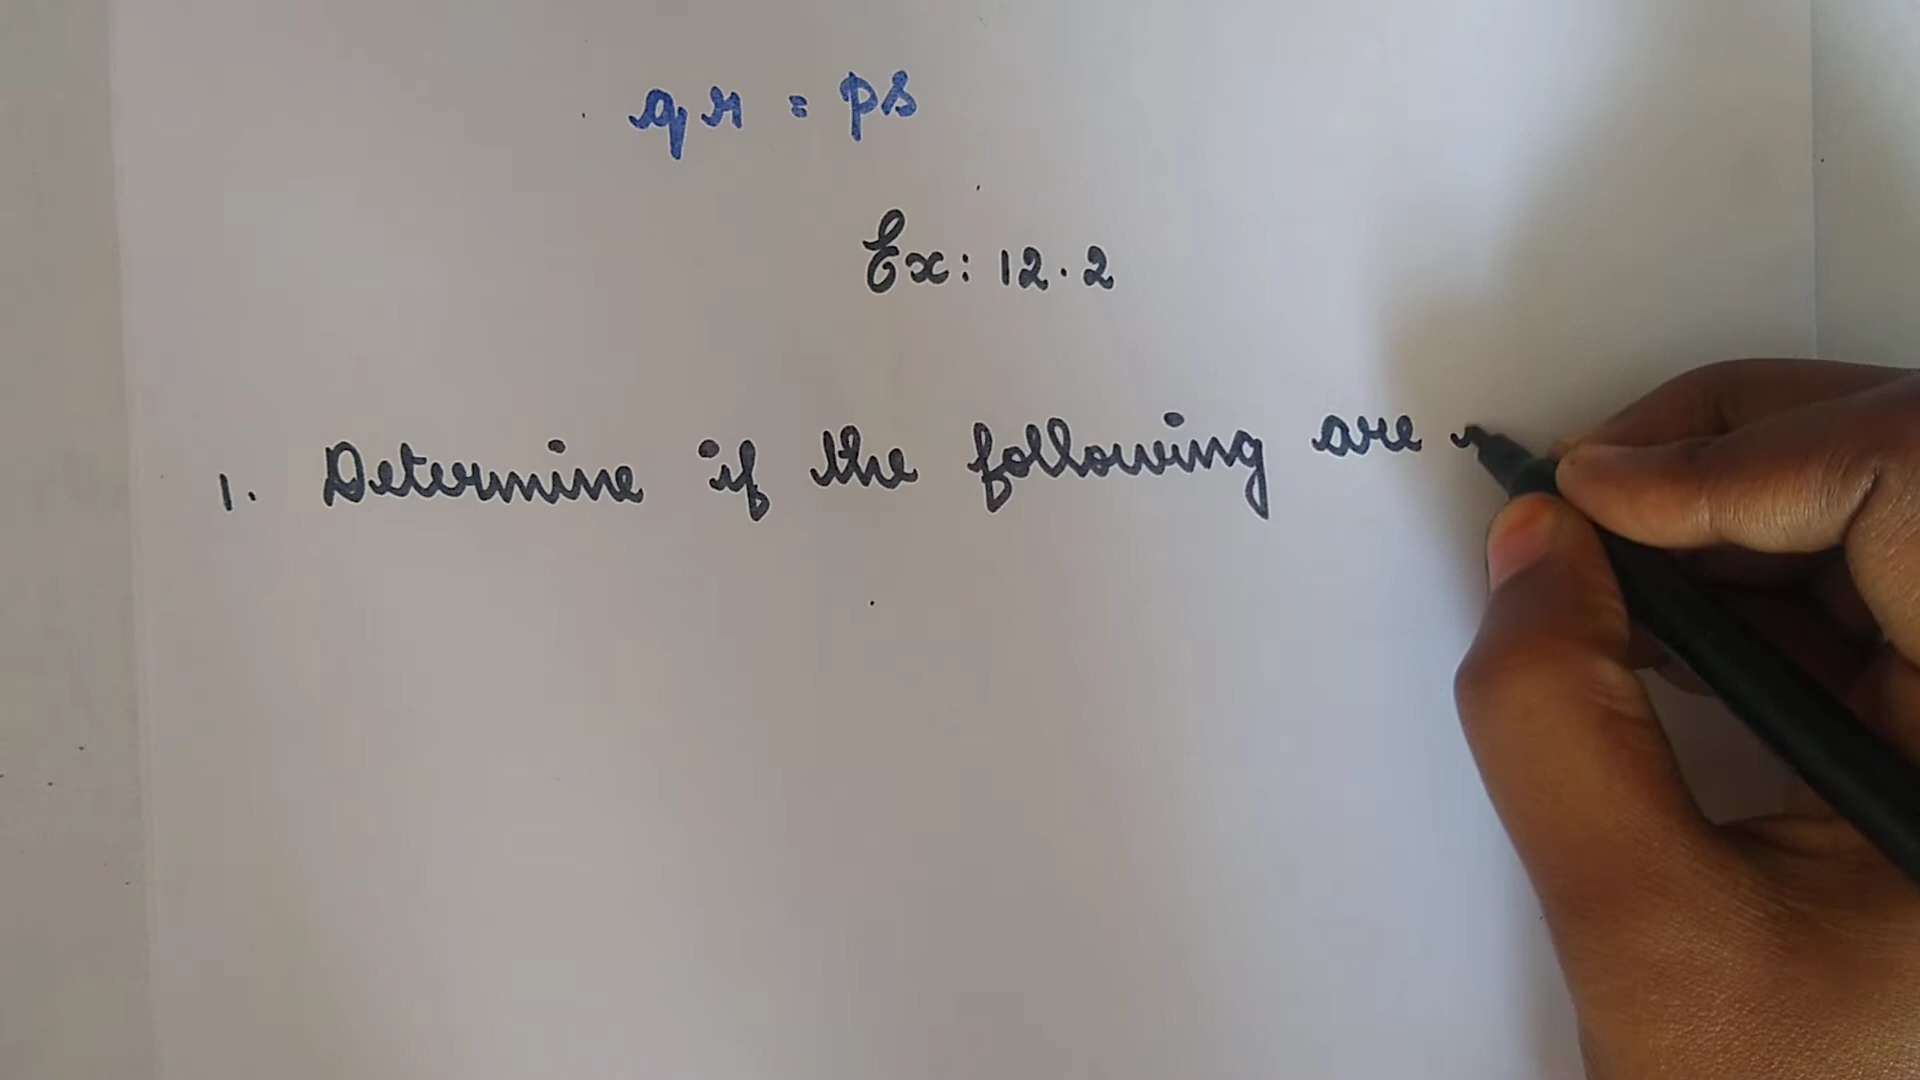 qr = ps
Ex: 12.2
1. Determine if the following are